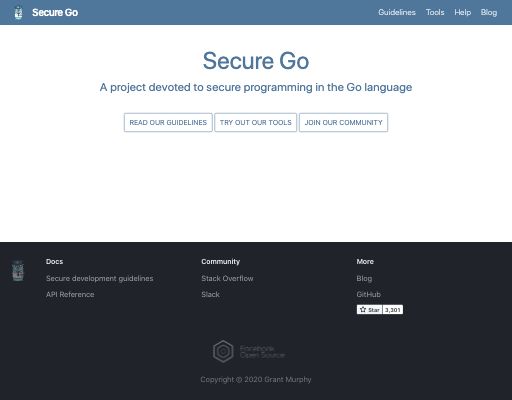 Secure Go
Guidelines Tools Help Blog
Secure Go
A project devoted to secure programming in the Go language
READ OUR GUIDELINES TRY OUT OUR TOOLS JOIN OUR COMMUNITY
Docs
Secure development guidelines
API Reference
Community
Stack Overflow
Slack
More
Blog
GitHub
Star 3,301
Facebook
Open Source
Copyright © 2020 Grant Murphy